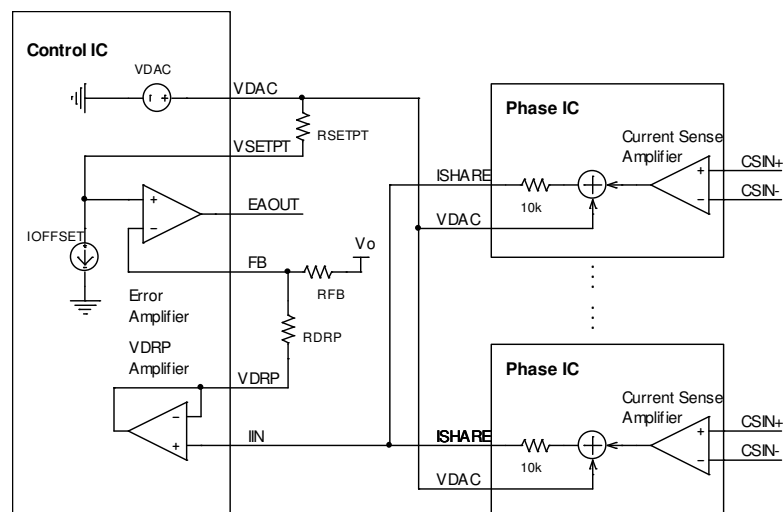 Control IC
VDAC
VDAC
RSETPT
VSETPT
+
-
EAOUT
IOFFSET
FB
Vo
RFB
Error
Amplifier
RDRP
VDRP
Amplifier
VDRP
-
+
IIN
Phase IC
Current Sense
Amplifier
CSIN+
ISHARE
+
-
CSIN-
10k
VDAC
Phase IC
Current Sense
Amplifier
CSIN+
ISHARE
+
-
CSIN-
10k
VDAC